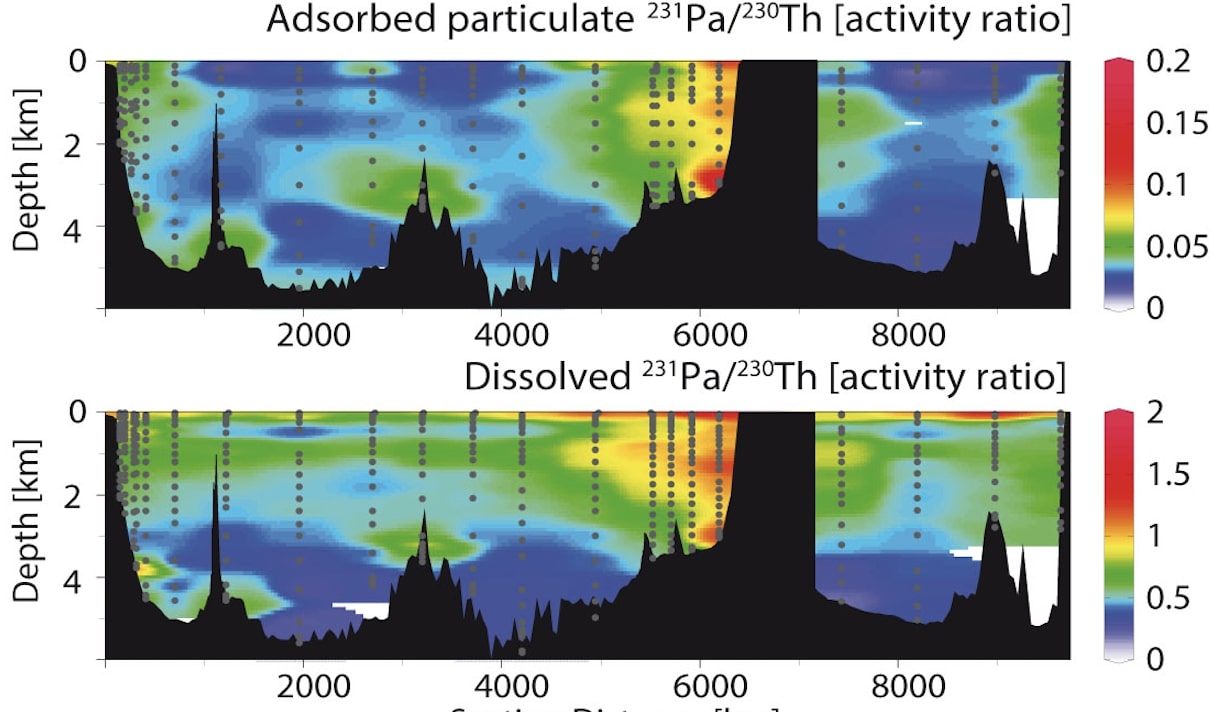 Adsorbed particulate ²³¹Pa/²³⁰Th [activity ratio]
0
2
4
Depth [km]
2000 4000 6000 8000
0.2
0.15
0.1
0.05
0
Dissolved ²³¹Pa/²³⁰Th [activity ratio]
0
2
4
Depth [km]
2000 4000 6000 8000
2
1.5
1
0.5
0